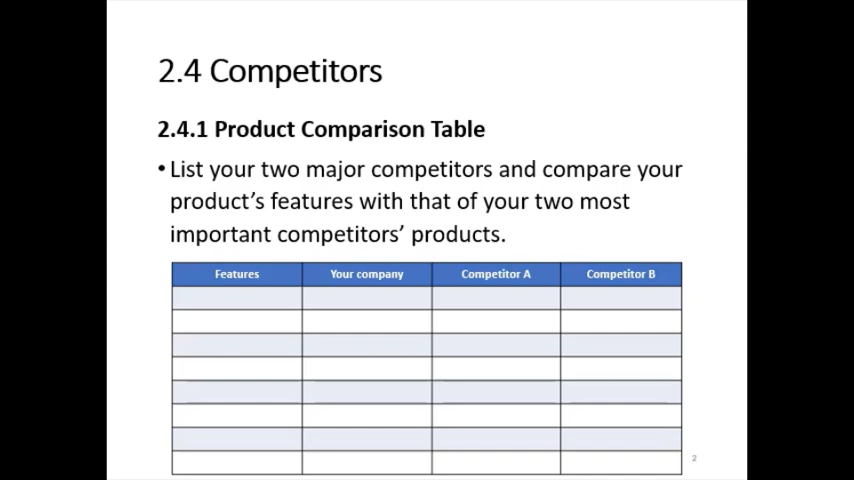 2.4 Competitors
2.4.1 Product Comparison Table
• List your two major competitors and compare your
product’s features with that of your two most
important competitors’ products.
Features Your company Competitor A Competitor B
2